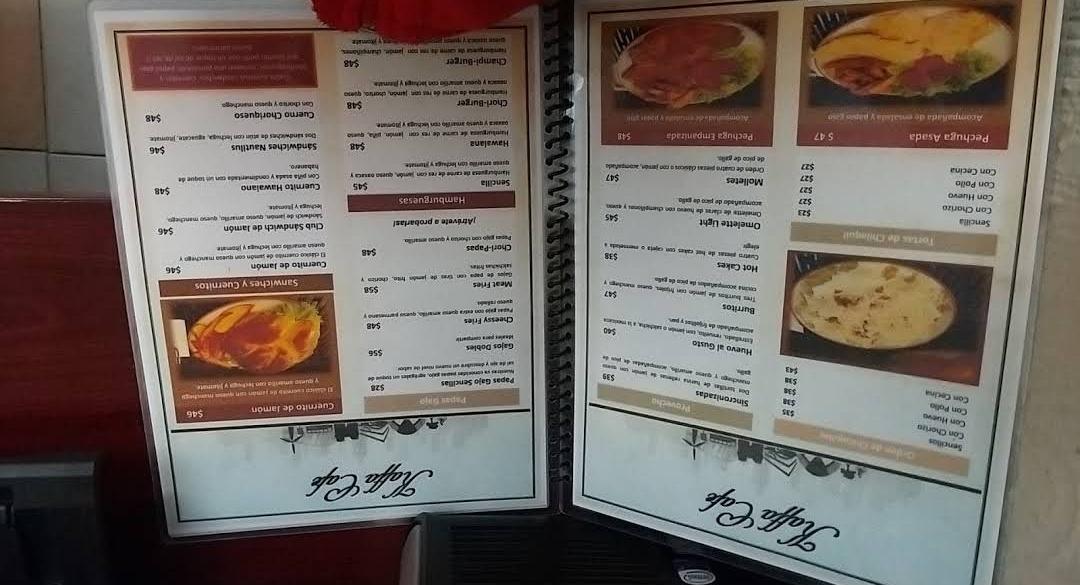 Kaffa Cafe
Orden de Chilaquiles
Sencillos $35
Con Chorizo $38
Con Huevo $38
Con Pollo $38
Con Cecina $43
Tortas de Chilaquil
Sencilla $23
Con Chorizo $27
Con Huevo $27
Con Pollo $27
Con Cecina $27
Pechuga Asada $ 47
Acompañada de ensalada y papas gajo
Provecho
Sincronizadas $39
Dos tortillas de harina rellenas de jamón con queso
manchego y queso amarillo, acompañadas de pico de
gallo.
Huevo al Gusto $40
Estrellado, revuelto, con jamón o salchicha, a la mexicana
acompañado de frijolitos y pan.
Burritos $47
Tres burritos de jamón con frijoles, queso manchego y
cecina acompañados de pico de gallo.
Hot Cakes $38
Cuatro piezas de hot cakes con cajeta o mermelada a
elegir.
Omelette Light $45
Omelette de claras de huevo con champiñones y queso,
acompañado de pico de gallo.
Molletes $47
Orden de cuatro piezas clásicos o con jamón, acompañados
de pico de gallo.
Pechuga Empanizada $48
Acompañada de ensalada y papas gajo
Kaffa Cafe
Papas Gajo
Papas Gajo Sencillas $28
Nuestras ya conocidas papas gajo, agrégales un toque de
sal de ajo y descubre un nuevo nivel de sabor
Gajos Dobles $56
Ideales para compartir
Cheessy Fries $48
Papas gajo con extra queso amarillo, queso parmesano y
queso rallado
Meat Fries $58
Gajos de papa con tiras de jamón frito, chorizo y
salchichas fritas
Chori-Papas $48
Papas gajo con chorizo y queso amarillo.
¡Atrévete a probarlas!
Hamburguesas
Sencilla $45
Hamburguesa de carne de res con jamón, queso oaxaca y
queso amarillo con lechuga y jitomate.
Hawaiana $48
Hamburguesa de carne de res con jamón, piña, queso
oaxaca y amarillo con lechuga y jitomate.
Chori-Burger $48
Hamburguesa de carne de res con jamón, chorizo, queso
oaxaca y amarillo con lechuga y jitomate
Champi-Burger $48
Hamburguesa de carne de res con jamón, champiñones,
queso oaxaca y queso amarillo con lechuga y jitomate
Cuernito de Jamón $46
El clásico cuernito de jamón con queso manchego
y queso amarillo con lechuga y jitomate
Sanwiches y Cuernitos
Cuernito de Jamón $46
El clásico cuernito de jamón con queso manchego y
queso amarillo con lechuga y jitomate
Club Sándwich de Jamón $46
Sándwich de jamón, queso amarillo, queso manchego,
lechuga y jitomate,
Cuernito Hawaiano $48
Con piña asada y condimentado con un toque de
habanero.
Sándwichs Nautilus $46
Dos sándwiches de atún con lechuga, aguacate, jitomate.
Cuerno Choriqueso $48
Con chorizo y queso manchego